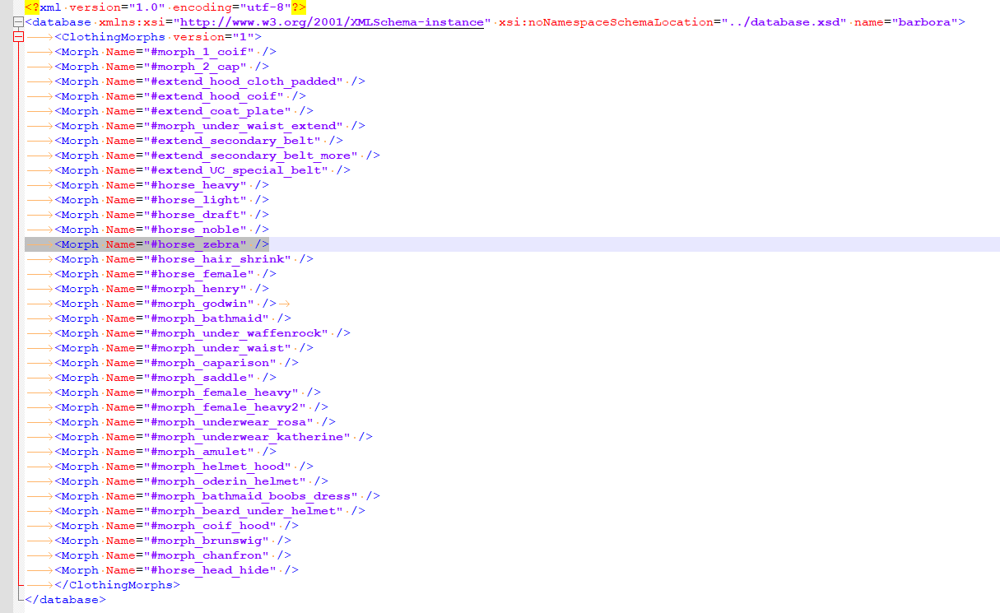 <?xml version="1.0" encoding="utf-8"?>
<database xmlns:xsi="http://www.w3.org/2001/XMLSchema-instance" xsi:noNamespaceSchemaLocation="../database.xsd" name="barbora">
<ClothingMorphs version="1">
<Morph Name="#morph_1_coif" />
<Morph Name="#morph_2_cap" />
<Morph Name="#extend_hood_cloth_padded" />
<Morph Name="#extend_hood_coif" />
<Morph Name="#extend_coat_plate" />
<Morph Name="#morph_under_waist_extend" />
<Morph Name="#extend_secondary_belt" />
<Morph Name="#extend_secondary_belt_more" />
<Morph Name="#extend_UC_special_belt" />
<Morph Name="#horse_heavy" />
<Morph Name="#horse_light" />
<Morph Name="#horse_draft" />
<Morph Name="#horse_noble" />
<Morph Name="#horse_zebra" />
<Morph Name="#horse_hair_shrink" />
<Morph Name="#horse_female" />
<Morph Name="#morph_henry" />
<Morph Name="#morph_godwin" />
<Morph Name="#morph_bathmaid" />
<Morph Name="#morph_under_waffenrock" />
<Morph Name="#morph_under_waist" />
<Morph Name="#morph_caparison" />
<Morph Name="#morph_saddle" />
<Morph Name="#morph_female_heavy" />
<Morph Name="#morph_female_heavy2" />
<Morph Name="#morph_underwear_rosa" />
<Morph Name="#morph_underwear_katherine" />
<Morph Name="#morph_amulet" />
<Morph Name="#morph_helmet_hood" />
<Morph Name="#morph_oderin_helmet" />
<Morph Name="#morph_bathmaid_boobs_dress" />
<Morph Name="#morph_beard_under_helmet" />
<Morph Name="#morph_coif_hood" />
<Morph Name="#morph_brunswig" />
<Morph Name="#morph_chanfron" />
<Morph Name="#horse_head_hide" />
</ClothingMorphs>
</database>